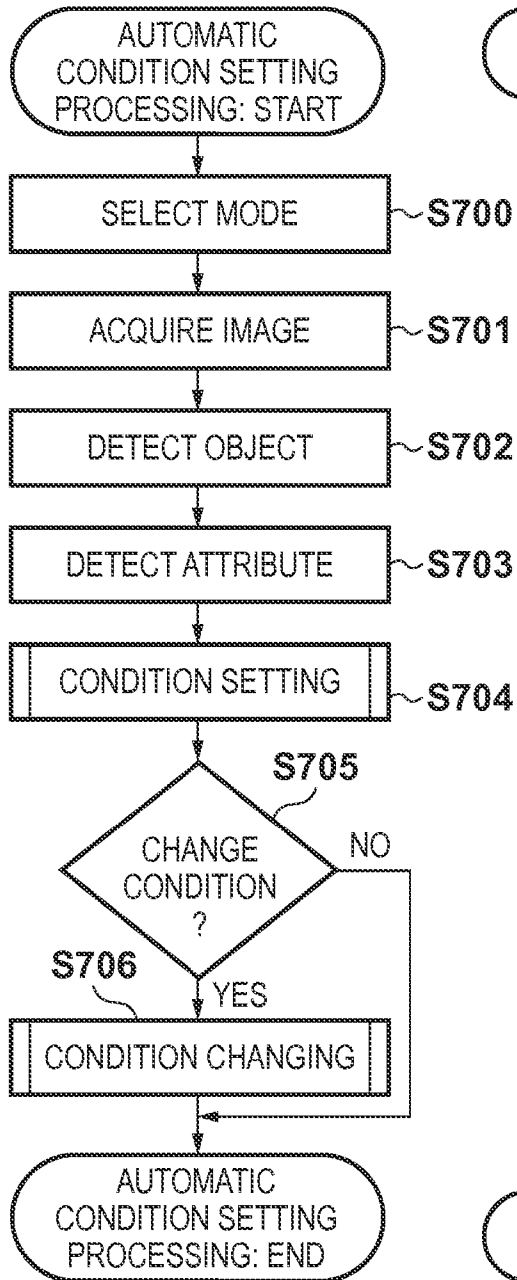 AUTOMATIC
CONDITION SETTING
PROCESSING: START
SELECT MODE
S700
ACQUIRE IMAGE
S701
DETECT OBJECT
S702
DETECT ATTRIBUTE
S703
CONDITION SETTING
S704
S705
CHANGE
CONDITION
?
NO
S706
YES
CONDITION CHANGING
AUTOMATIC
CONDITION SETTING
PROCESSING: END